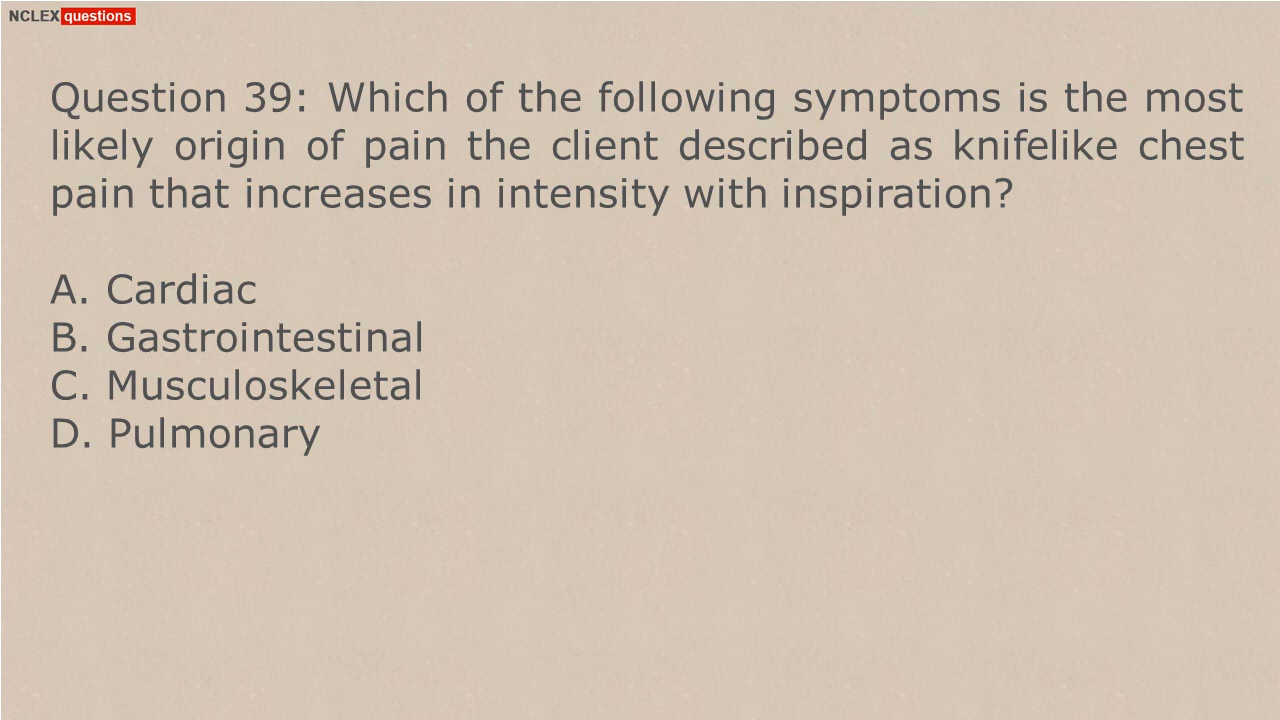 NCLEX questions
Question 39: Which of the following symptoms is the most
likely origin of pain the client described as knifelike chest
pain that increases in intensity with inspiration?
A. Cardiac
B. Gastrointestinal
C. Musculoskeletal
D. Pulmonary